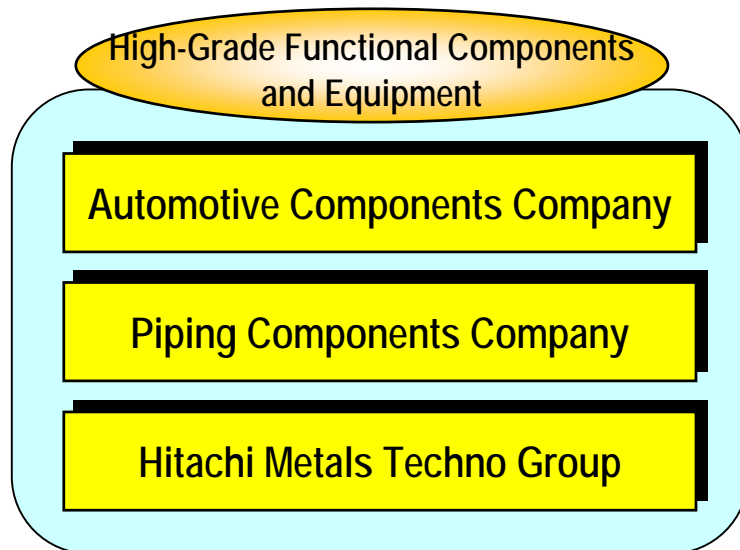 High-Grade Functional Components
and Equipment
Automotive Components Company
Piping Components Company
Hitachi Metals Techno Group